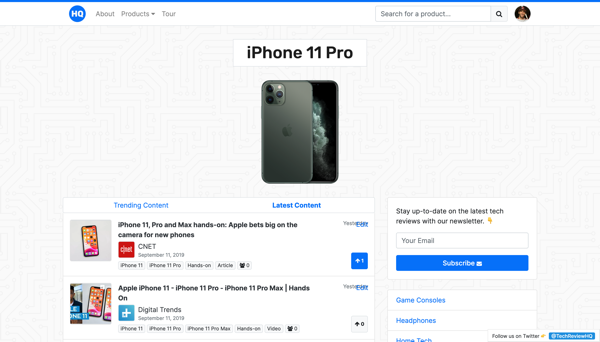 HQ About Products Tour Search for a product...
iPhone 11 Pro
Trending Content Latest Content
iPhone 11, Pro and Max hands-on: Apple bets big on the
camera for new phones
Yesterday Edit
cnet CNET
September 11, 2019
iPhone 11 iPhone 11 Pro Hands-on Article 0
1
Apple iPhone 11 - iPhone 11 Pro - iPhone 11 Pro Max | Hands
On
Yesterday Edit
Digital Trends
September 11, 2019
iPhone 11 iPhone 11 Pro iPhone 11 Pro Max Hands-on Video 0
0
Stay up-to-date on the latest tech
reviews with our newsletter. 👇
Your Email
Subscribe
Game Consoles
Headphones
Home Tech
Follow us on Twitter 👉 @TechReviewHQ